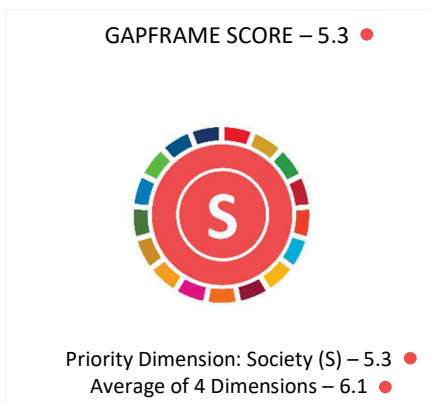 GAPFRAME SCORE – 5.3
S
Priority Dimension: Society (S) – 5.3
Average of 4 Dimensions – 6.1